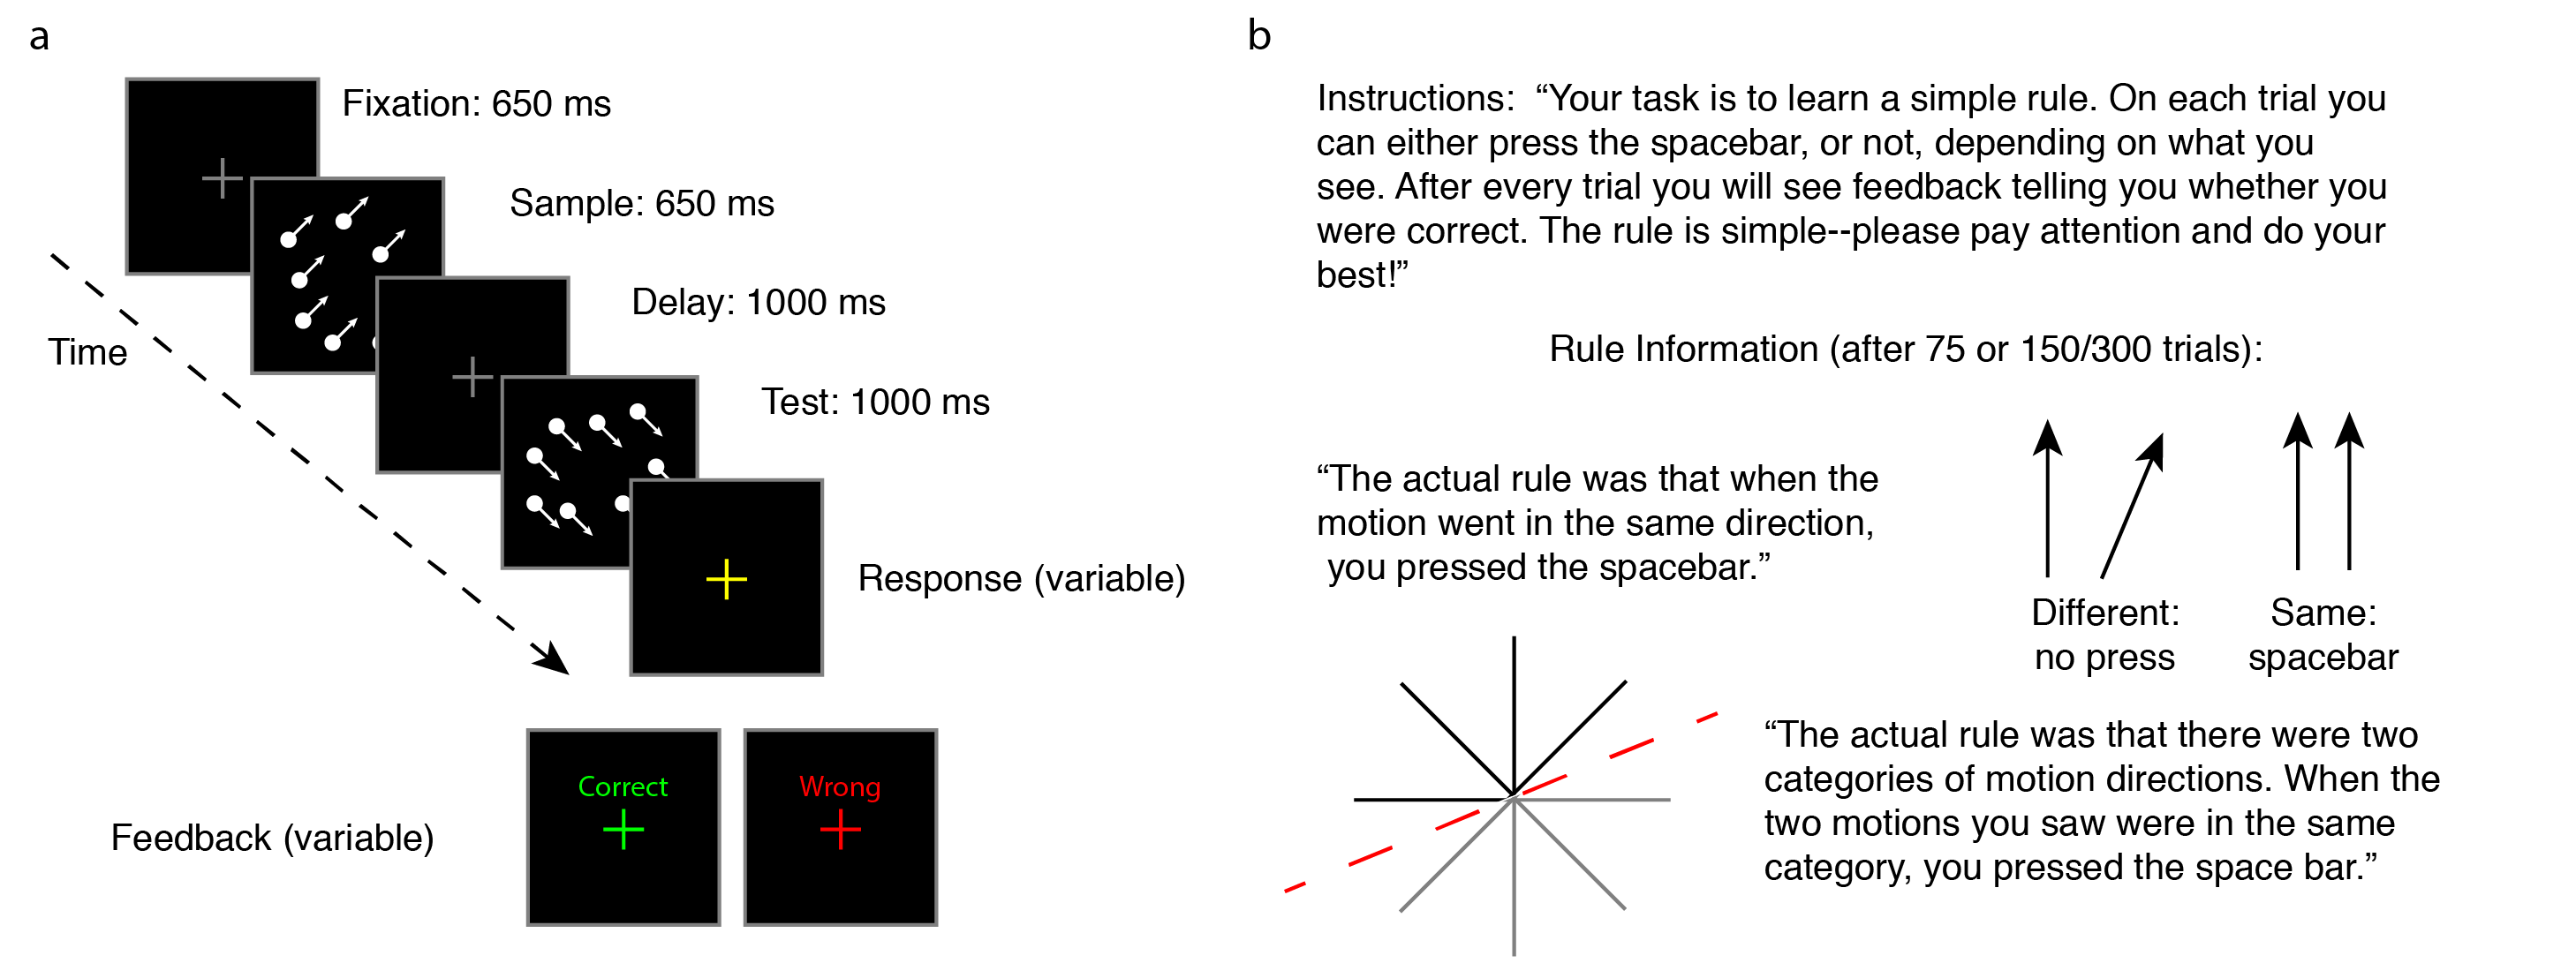 a
Fixation: 650 ms
Sample: 650 ms
Delay: 1000 ms
Time
Test: 1000 ms
Response (variable)
Correct
Wrong
Feedback (variable)
b
Instructions:  “Your task is to learn a simple rule. On each trial you
can either press the spacebar, or not, depending on what you
see. After every trial you will see feedback telling you whether you
were correct. The rule is simple--please pay attention and do your
best!”
Rule Information (after 75 or 150/300 trials):
“The actual rule was that when the
motion went in the same direction,
you pressed the spacebar.”
Different:
no press
Same:
spacebar
“The actual rule was that there were two
categories of motion directions. When the
two motions you saw were in the same
category, you pressed the space bar.”